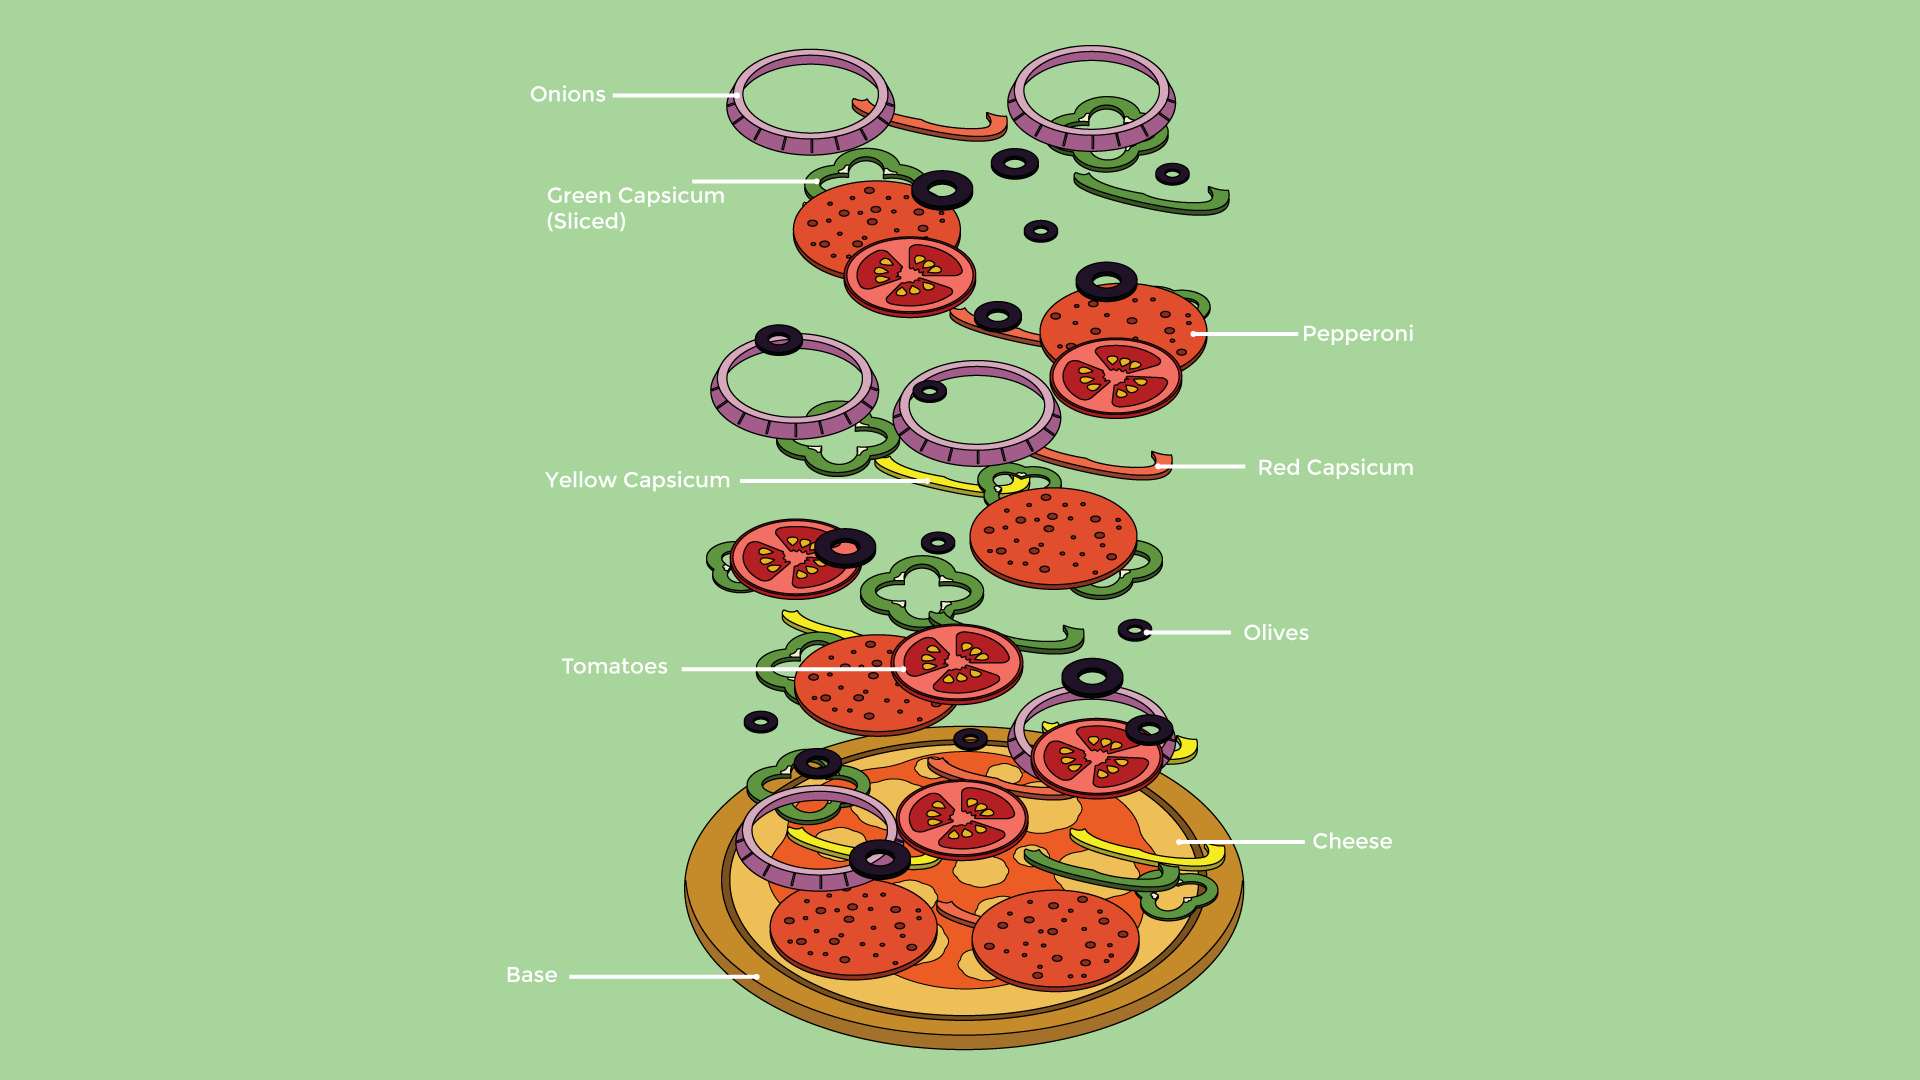 Onions
Green Capsicum
(Sliced)
Pepperoni
Red Capsicum
Yellow Capsicum
Olives
Tomatoes
Cheese
Base